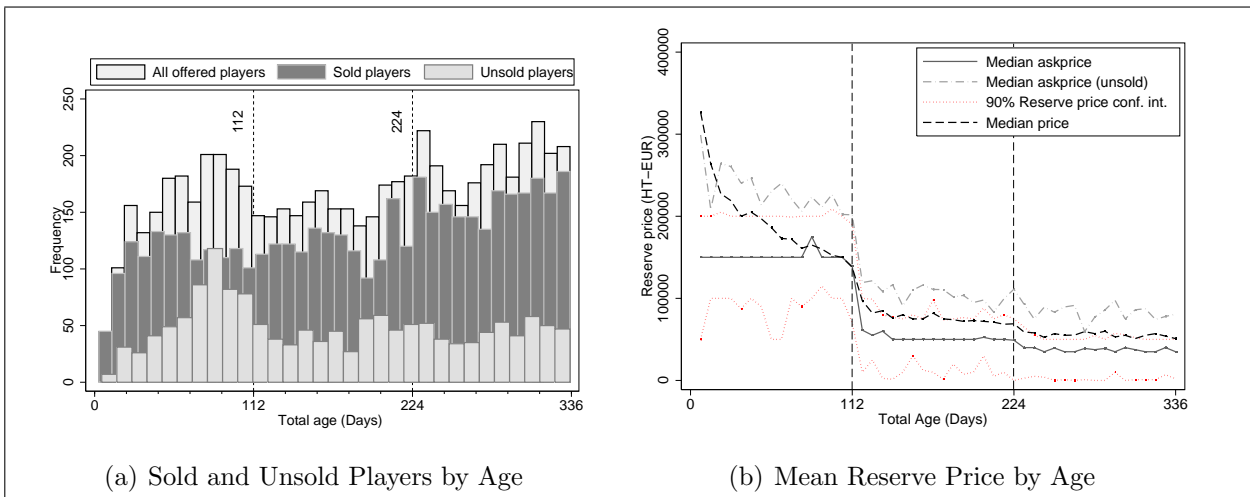 All offered players Sold players Unsold players
250
200
150
100
50
0
Frequency
112
224
0 112 224 336
Total age (Days)
(a) Sold and Unsold Players by Age
Median askprice
Median askprice (unsold)
90% Reserve price conf. int.
Median price
400000
300000
200000
100000
0
Reserve price (HT−EUR)
0 112 224 336
Total Age (Days)
(b) Mean Reserve Price by Age